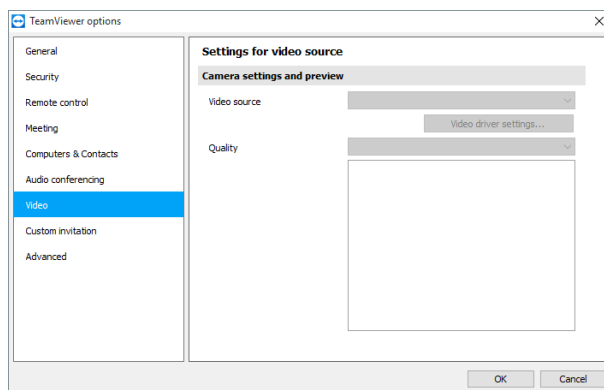 TeamViewer options
General
Security
Remote control
Meeting
Computers & Contacts
Audio conferencing
Video
Custom invitation
Advanced
Settings for video source
Camera settings and preview
Video source
Video driver settings...
Quality
OK
Cancel